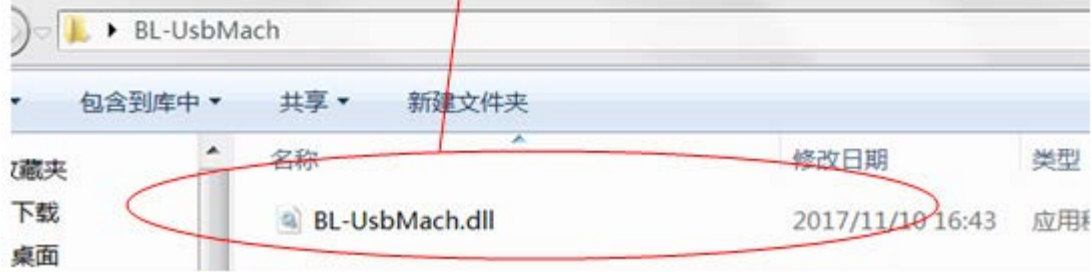 BL-UsbMach
包含到库中 共享 新建文件夹
名称 修改日期 类型
收藏夹
下载
BL-UsbMach.dll 2017/11/10 16:43 应用程
桌面